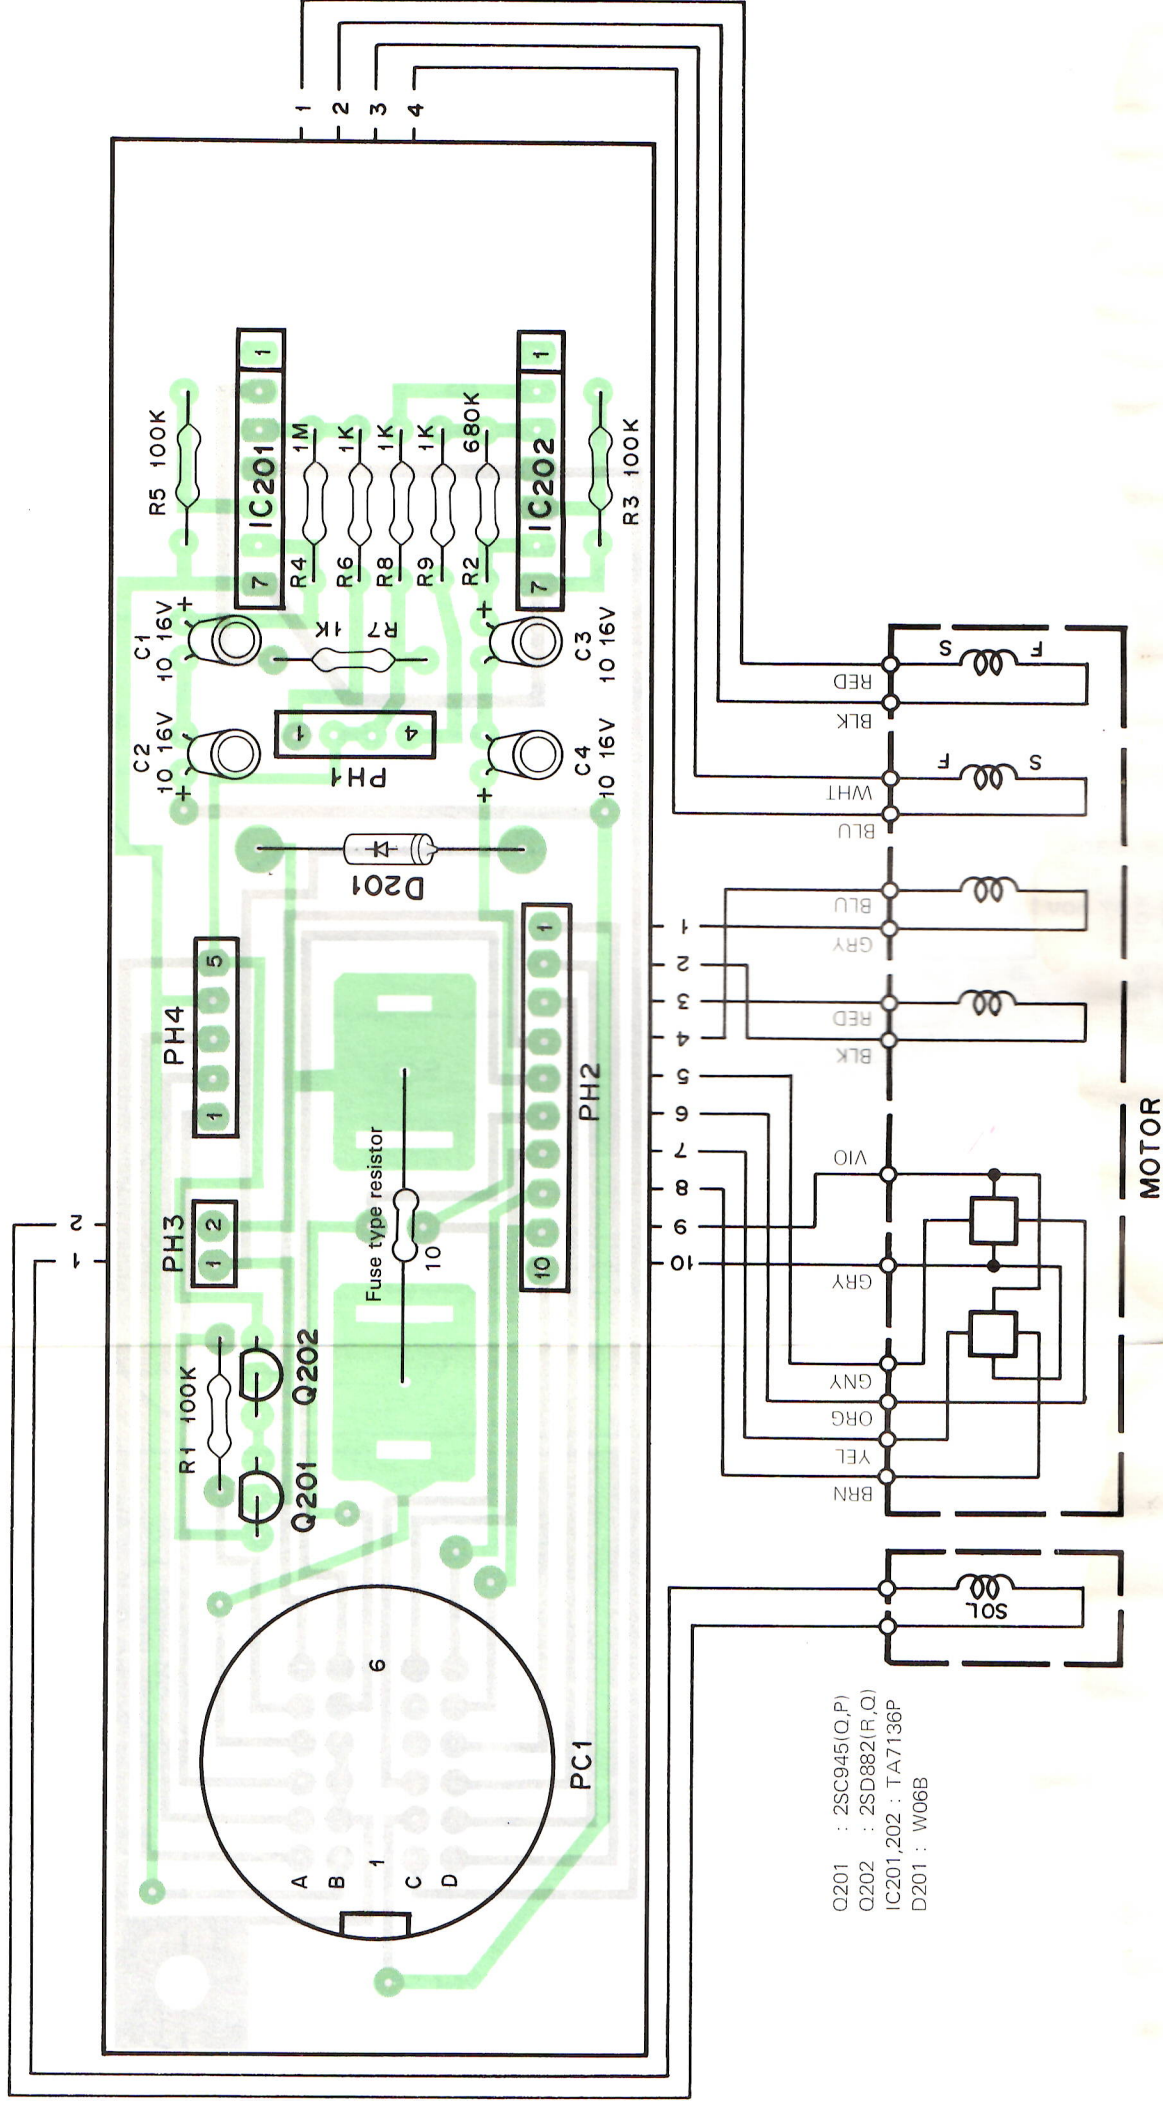 1
2
3
4
R5 100K
IC201
1
7
R4 1M
R6 1K
R8 1K
R9 1K
R2 680K
IC202
1
7
R3 100K
C1
10 16V
+
C2
10 16V
+
R7
1K
C3
10 16V
+
C4
10 16V
+
PH1
1
4
D201
PH4
1
5
PH3
1
2
PH2
1
10
Fuse type resistor
10
R1 100K
Q201
Q202
PC1
A
B
C
D
1
6
1
2
1
2
3
4
5
6
7
8
9
10
RED
BLK
WHT
BLU
BLU
GRY
RED
BLK
VIO
GRY
GNY
ORG
YEL
BRN
S
F
F
S
MOTOR
SOL
Q201 : 2SC945(Q,P)
Q202 : 2SD882(R,Q)
IC201,202 : TA7136P
D201 : W06B